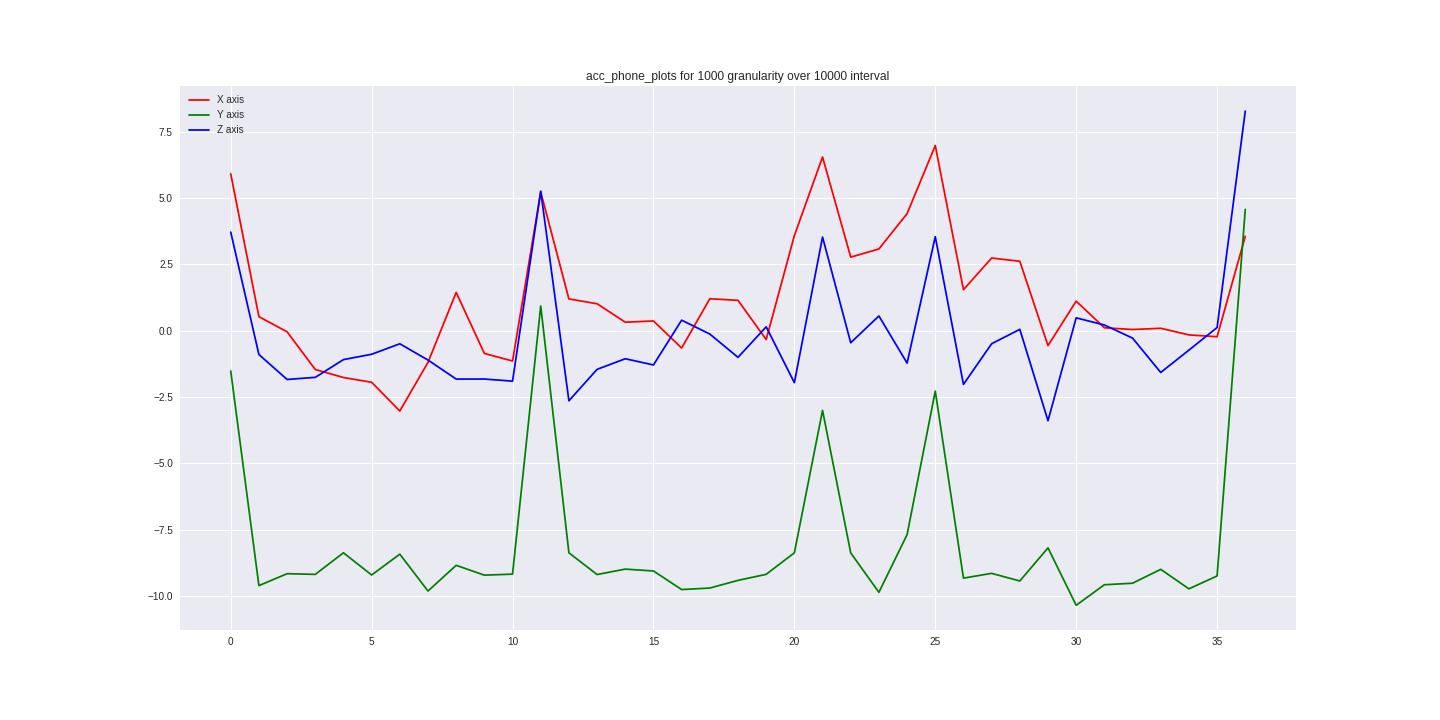 acc_phone_plots for 1000 granularity over 10000 interval
X axis
Y axis
Z axis
7.5
5.0
2.5
0.0
−2.5
−5.0
−7.5
−10.0
0 5 10 15 20 25 30 35